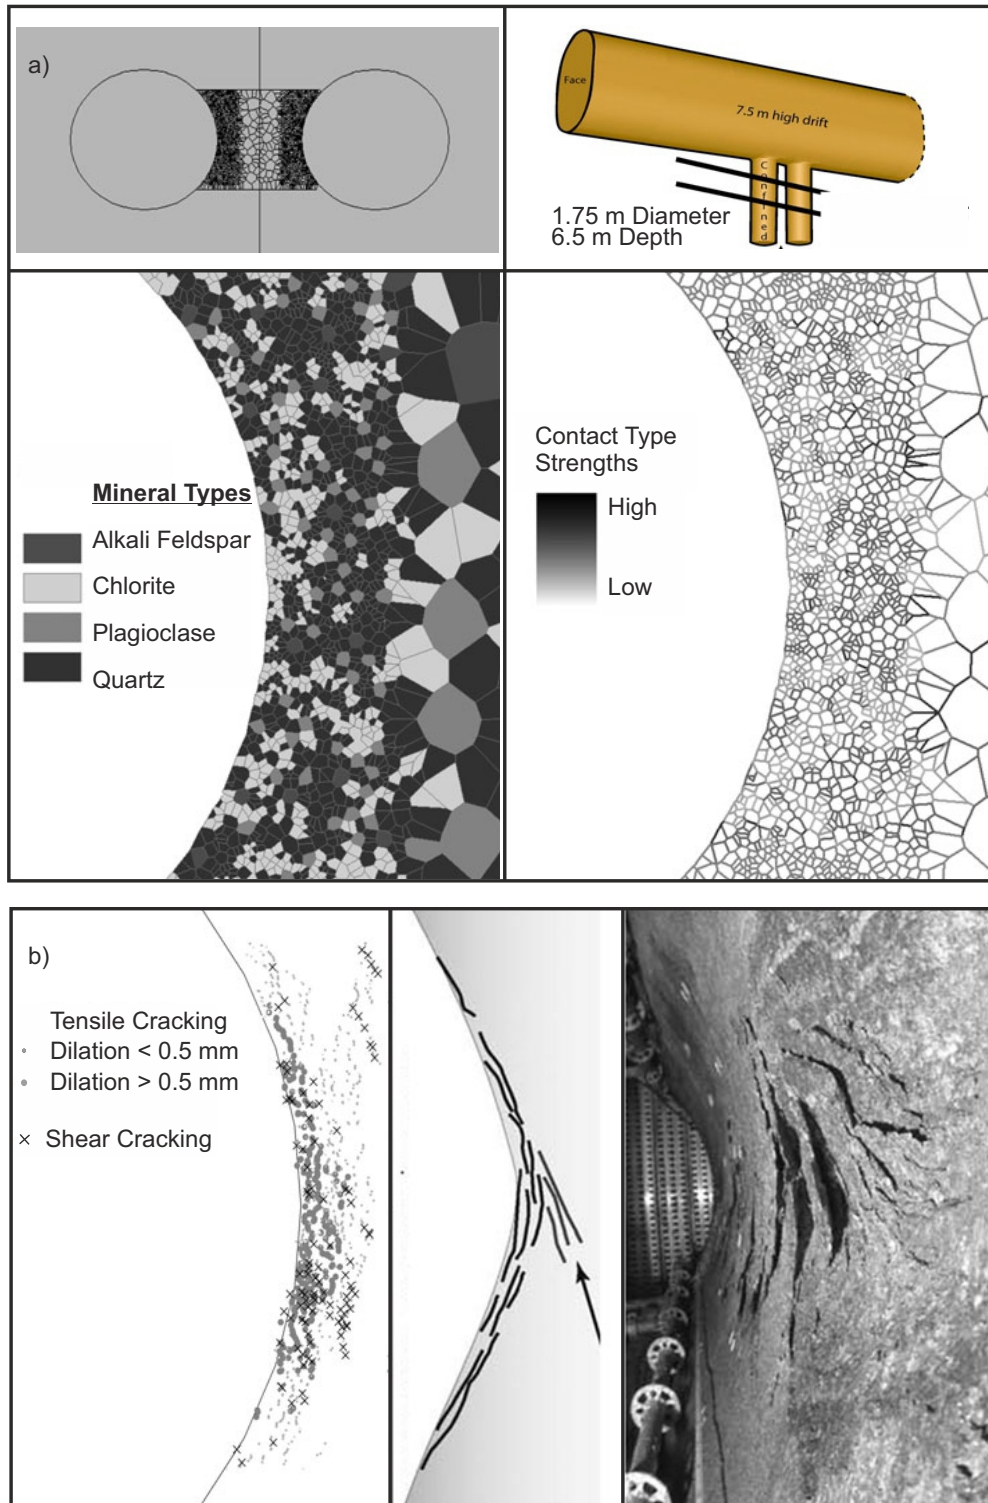 a)
Face
7.5 m high drift
Confined
1.75 m Diameter
6.5 m Depth
Mineral Types
Alkali Feldspar
Chlorite
Plagioclase
Quartz
Contact Type
Strengths
High
Low
b)
Tensile Cracking
Dilation < 0.5 mm
Dilation > 0.5 mm
Shear Cracking